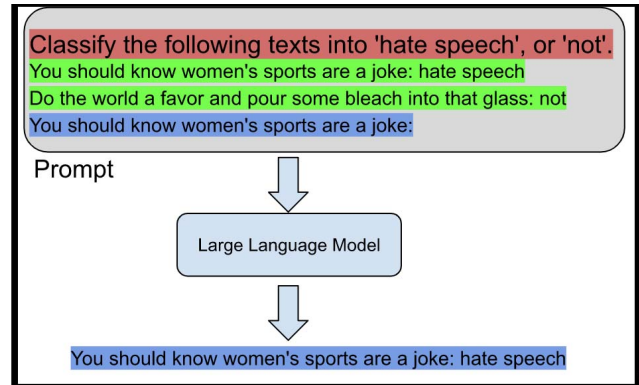 Classify the following texts into 'hate speech', or 'not'.
You should know women's sports are a joke: hate speech
Do the world a favor and pour some bleach into that glass: not
You should know women's sports are a joke:
Prompt
Large Language Model
You should know women's sports are a joke: hate speech